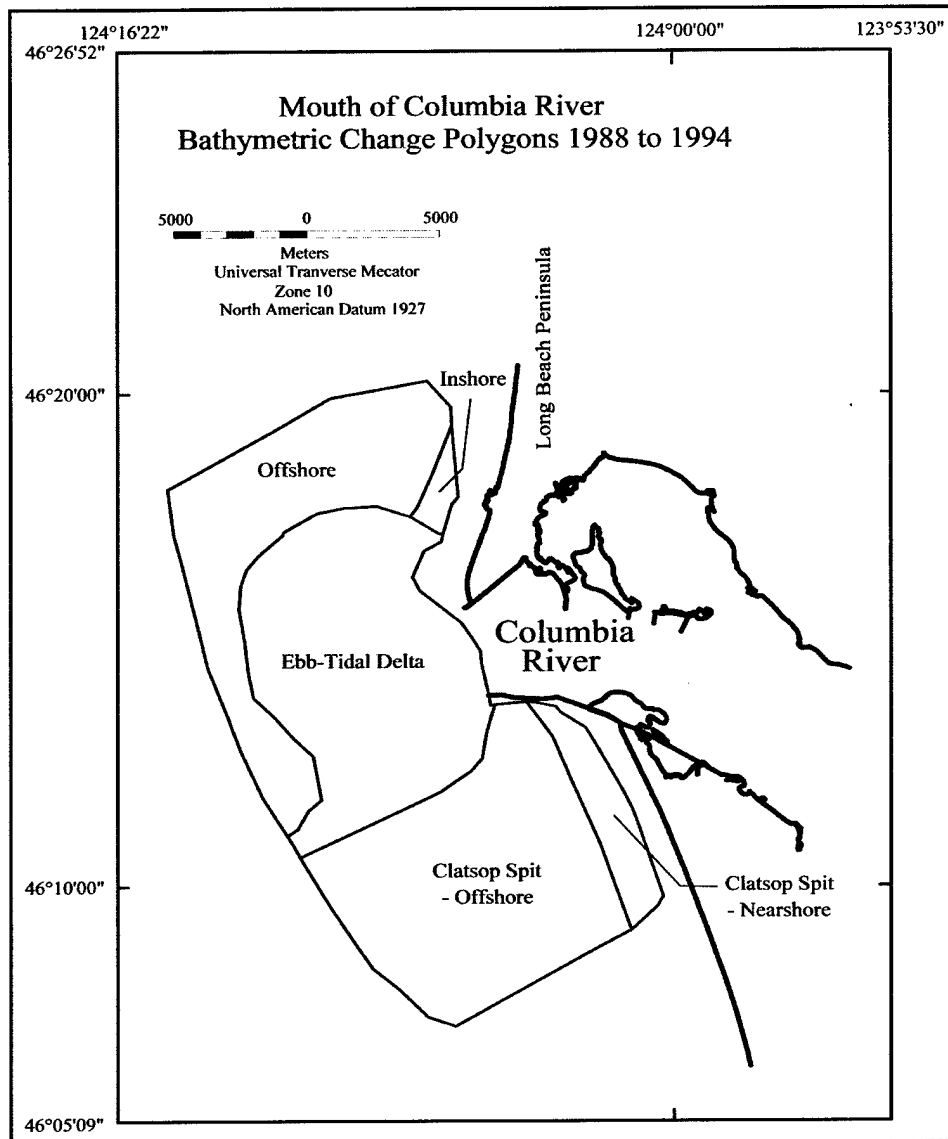 124°16'22"
124°00'00"
123°53'30"
46°26'52"
Mouth of Columbia River
Bathymetric Change Polygons 1988 to 1994
5000 0 5000
Meters
Universal Tranverse Mecator
Zone 10
North American Datum 1927
Long Beach Peninsula
Inshore
46°20'00"
Offshore
Columbia
River
Ebb-Tidal Delta
Clatsop Spit
- Offshore
46°10'00"
Clatsop Spit
- Nearshore
46°05'09"